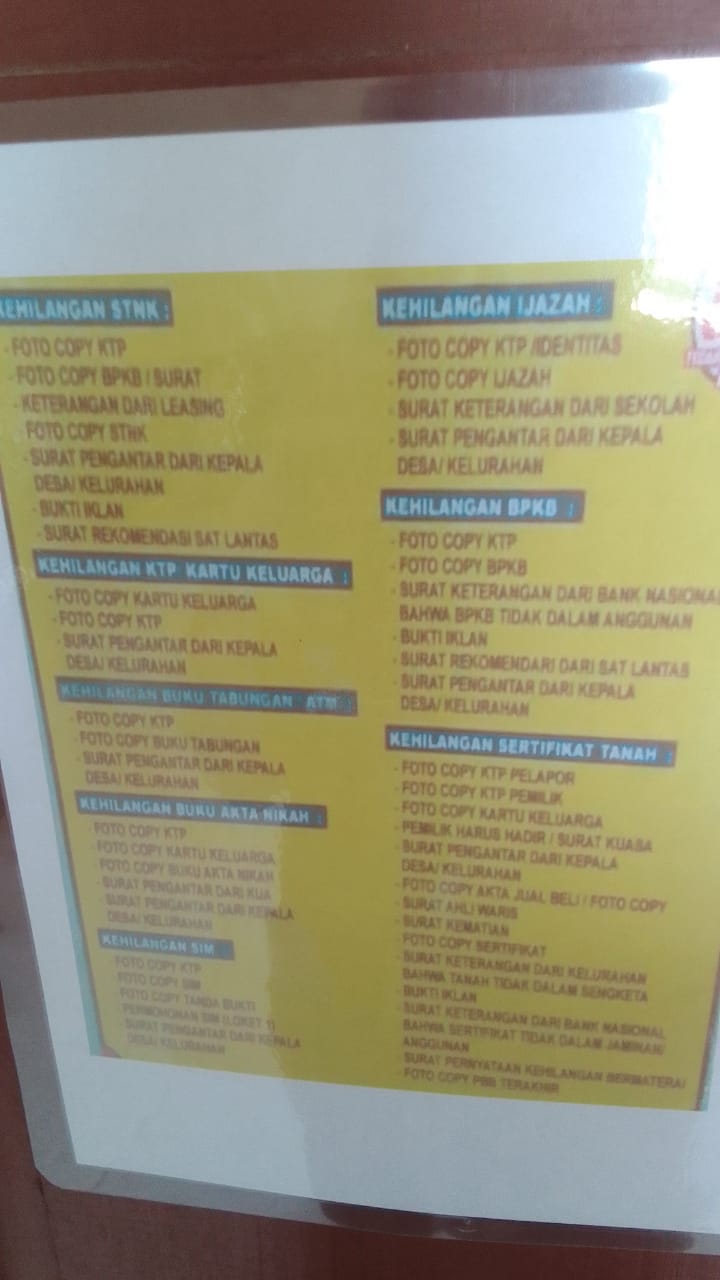 KEHILANGAN STNK :
- FOTO COPY KTP
- FOTO COPY BPKB / SURAT
- KETERANGAN DARI LEASING
- FOTO COPY STNK
- SURAT PENGANTAR DARI KEPALA
DESA/ KELURAHAN
- BUKTI IKLAN
- SURAT REKOMENDASI SAT LANTAS
KEHILANGAN KTP KARTU KELUARGA :
- FOTO COPY KARTU KELUARGA
- FOTO COPY KTP
- SURAT PENGANTAR DARI KEPALA
DESA/ KELURAHAN
KEHILANGAN BUKU TABUNGAN ATM :
- FOTO COPY KTP
- FOTO COPY BUKU TABUNGAN
- SURAT PENGANTAR DARI KEPALA
DESA/ KELURAHAN
KEHILANGAN BUKU AKTA NIKAH :
- FOTO COPY KTP
- FOTO COPY KARTU KELUARGA
- FOTO COPY BUKU AKTA NIKAH
- SURAT PENGANTAR DARI KUA
- SURAT PENGANTAR DARI KEPALA
DESA/ KELURAHAN
KEHILANGAN SIM
- FOTO COPY KTP
- FOTO COPY SIM
- FOTO COPY TANDA BUKTI
PERMOHONAN SIM (LOKET 1)
- SURAT PENGANTAR DARI KEPALA
DESA/ KELURAHAN
KEHILANGAN IJAZAH :
- FOTO COPY KTP /IDENTITAS
- FOTO COPY IJAZAH
- SURAT KETERANGAN DARI SEKOLAH
- SURAT PENGANTAR DARI KEPALA
DESA/ KELURAHAN
KEHILANGAN BPKB :
- FOTO COPY KTP
- FOTO COPY BPKB
- SURAT KETERANGAN DARI BANK NASIONAL
BAHWA BPKB TIDAK DALAM ANGGUNAN
- BUKTI IKLAN
- SURAT REKOMENDARI DARI SAT LANTAS
- SURAT PENGANTAR DARI KEPALA
DESA/ KELURAHAN
KEHILANGAN SERTIFIKAT TANAH :
- FOTO COPY KTP PELAPOR
- FOTO COPY KTP PEMILIK
- FOTO COPY KARTU KELUARGA
- PEMILIK HARUS HADIR / SURAT KUASA
- SURAT PENGANTAR DARI KEPALA
DESA/ KELURAHAN
- FOTO COPY AKTA JUAL BELI / FOTO COPY
- SURAT AHLI WARIS
- SURAT KEMATIAN
- FOTO COPY SERTIFIKAT
- SURAT KETERANGAN DARI KELURAHAN
BAHWA TANAH TIDAK DALAM SENGKETA
- BUKTI IKLAN
- SURAT KETERANGAN DARI BANK NASIONAL
BAHWA SERTIFIKAT TIDAK DALAM JAMINAN/
ANGGUNAN
- SURAT PERNYATAAN KEHILANGAN BERMATERAI
- FOTO COPY PBB TERAKHIR